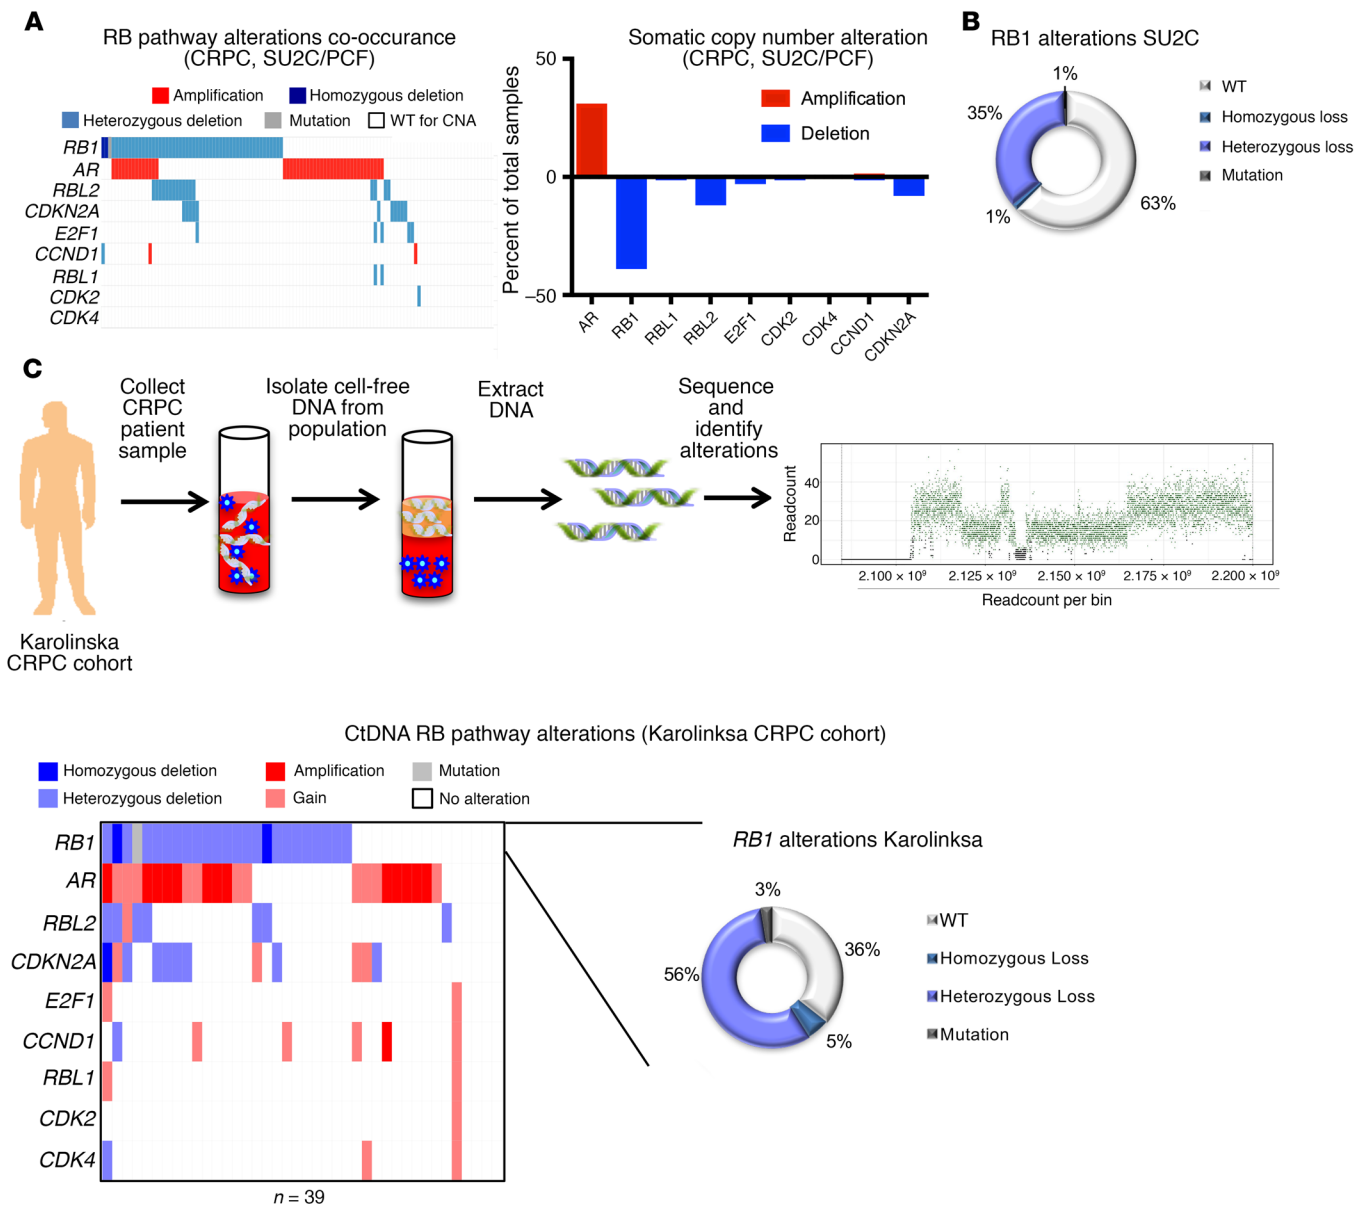 A
RB pathway alterations co-occurance
(CRPC, SU2C/PCF)
Amplification
Homozygous deletion
Heterozygous deletion
Mutation
WT for CNA
RB1
AR
RBL2
CDKN2A
E2F1
CCND1
RBL1
CDK2
CDK4
Somatic copy number alteration
(CRPC, SU2C/PCF)
Percent of total samples
50
0
–50
Amplification
Deletion
AR
RB1
RBL1
RBL2
E2F1
CDK2
CDK4
CCND1
CDKN2A
B
RB1 alterations SU2C
1%
35%
1%
63%
WT
Homozygous loss
Heterozygous loss
Mutation
C
Collect
CRPC
patient
sample
Isolate cell-free
DNA from
population
Extract
DNA
Sequence
and
identify
alterations
Karolinska
CRPC cohort
Readcount
40
20
0
2.100 × 10⁹
2.125 × 10⁹
2.150 × 10⁹
2.175 × 10⁹
2.200 × 10⁹
Readcount per bin
CtDNA RB pathway alterations (Karolinksa CRPC cohort)
Homozygous deletion
Amplification
Mutation
Heterozygous deletion
Gain
No alteration
RB1
AR
RBL2
CDKN2A
E2F1
CCND1
RBL1
CDK2
CDK4
n = 39
RB1 alterations Karolinksa
3%
36%
56%
5%
WT
Homozygous Loss
Heterozygous Loss
Mutation